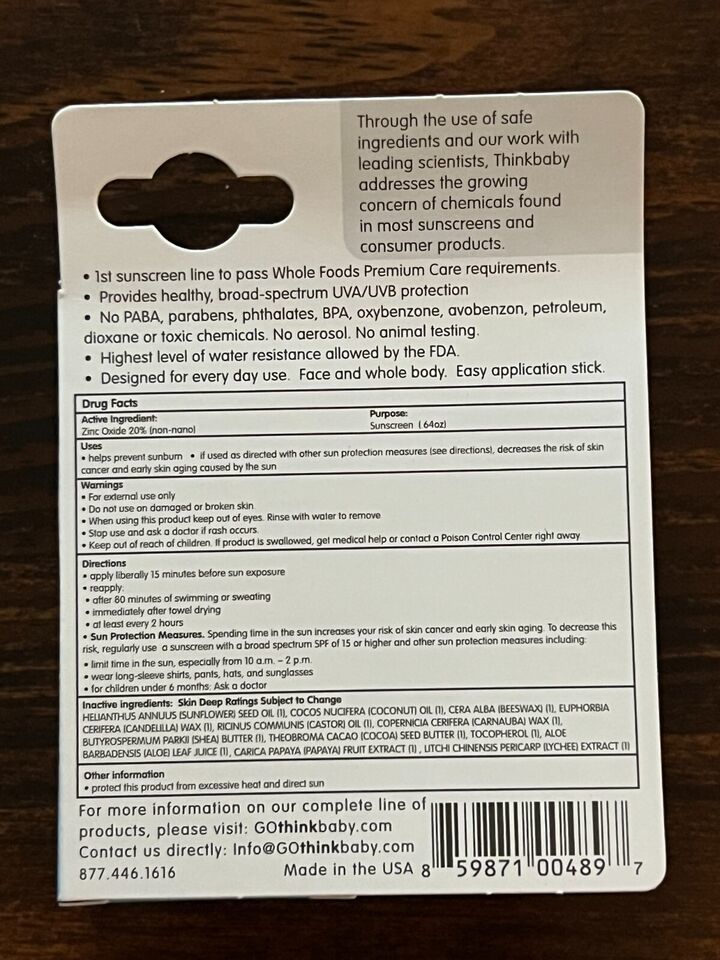 Through the use of safe
ingredients and our work with
leading scientists, Thinkbaby
addresses the growing
concern of chemicals found
in most sunscreens and
consumer products.
• 1st sunscreen line to pass Whole Foods Premium Care requirements.
• Provides healthy, broad-spectrum UVA/UVB protection
• No PABA, parabens, phthalates, BPA, oxybenzone, avobenzon, petroleum,
dioxane or toxic chemicals. No aerosol. No animal testing.
• Highest level of water resistance allowed by the FDA.
• Designed for every day use. Face and whole body. Easy application stick.
Drug Facts
Active Ingredient: Purpose:
Zinc Oxide 20% (non-nano) Sunscreen (.64oz)
Uses
• helps prevent sunburn • if used as directed with other sun protection measures (see directions), decreases the risk of skin
cancer and early skin aging caused by the sun
Warnings
• For external use only
• Do not use on damaged or broken skin
• When using this product keep out of eyes. Rinse with water to remove
• Stop use and ask a doctor if rash occurs.
• Keep out of reach of children. If product is swallowed, get medical help or contact a Poison Control Center right away
Directions
• apply liberally 15 minutes before sun exposure
• reapply:
• after 80 minutes of swimming or sweating
• immediately after towel drying
• at least every 2 hours
• Sun Protection Measures. Spending time in the sun increases your risk of skin cancer and early skin aging. To decrease this
risk, regularly use a sunscreen with a broad spectrum SPF of 15 or higher and other sun protection measures including:
• limit time in the sun, especially from 10 a.m. – 2 p.m.
• wear long-sleeve shirts, pants, hats, and sunglasses
• for children under 6 months: Ask a doctor
Inactive ingredients: Skin Deep Ratings Subject to Change
HELIANTHUS ANNUUS (SUNFLOWER) SEED OIL (1), COCOS NUCIFERA (COCONUT) OIL (1), CERA ALBA (BEESWAX) (1), EUPHORBIA
CERIFERA (CANDELILLA) WAX (1), RICINUS COMMUNIS (CASTOR) OIL (1), COPERNICIA CERIFERA (CARNAUBA) WAX (1),
BUTYROSPERMUM PARKII (SHEA) BUTTER (1), THEOBROMA CACAO (COCOA) SEED BUTTER (1), TOCOPHEROL (1), ALOE
BARBADENSIS (ALOE) LEAF JUICE (1), CARICA PAPAYA (PAPAYA) FRUIT EXTRACT (1) , LITCHI CHINENSIS PERICARP (LYCHEE) EXTRACT (1)
Other information
• protect this product from excessive heat and direct sun
For more information on our complete line of
products, please visit: GOthinkbaby.com
Contact us directly: Info@GOthinkbaby.com
877.446.1616 Made in the USA
8 59871 00489 7